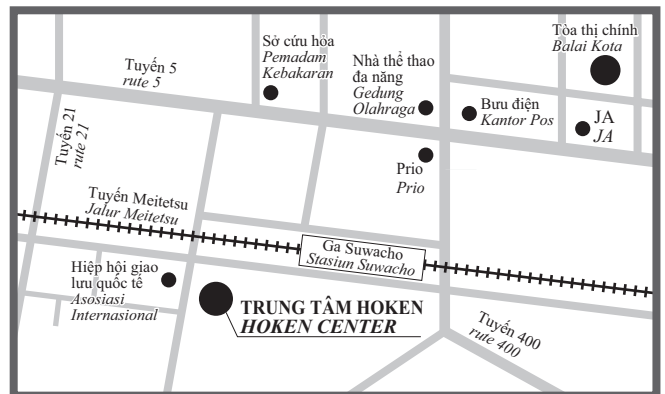 Tòa thị chính
Balai Kota
Sở cứu hỏa
Pemadam
Kebakaran
Nhà thể thao
đa năng
Gedung
Olahraga
Tuyến 5
rute 5
Bưu điện
Kantor Pos
JA
JA
Tuyến 21
rute 21
Prio
Prio
Tuyến Meitetsu
Jalur Meitetsu
Ga Suwacho
Stasiun Suwacho
Hiệp hội giao
lưu quốc tế
Asosiasi
Internasional
TRUNG TÂM HOKEN
HOKEN CENTER
Tuyến 400
rute 400